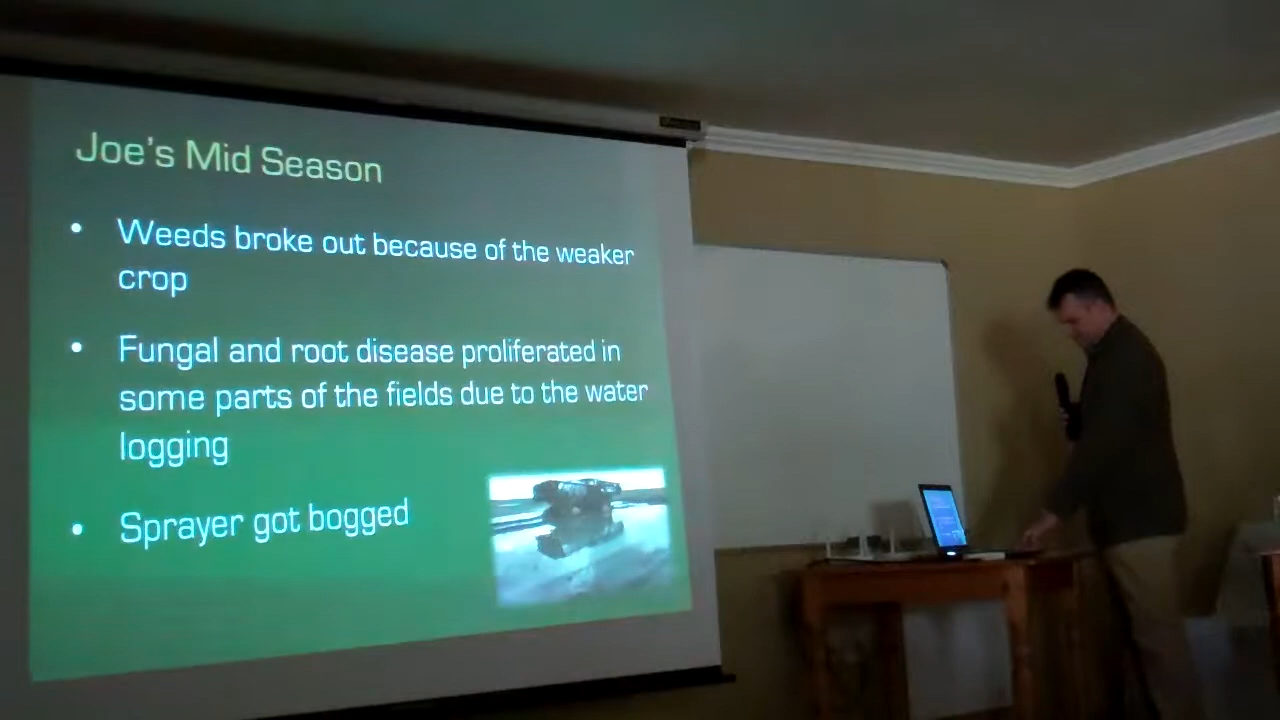 Joe's Mid Season
• Weeds broke out because of the weaker
crop
• Fungal and root disease proliferated in
some parts of the fields due to the water
logging
• Sprayer got bogged